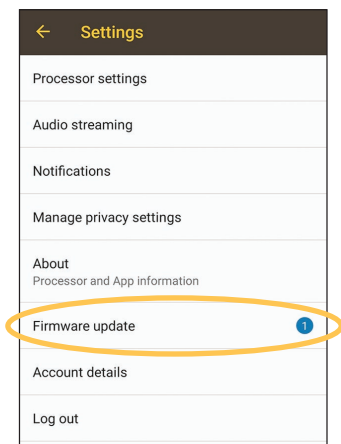 Settings
Processor settings
Audio streaming
Notifications
Manage privacy settings
About
Processor and App information
Firmware update 1
Account details
Log out